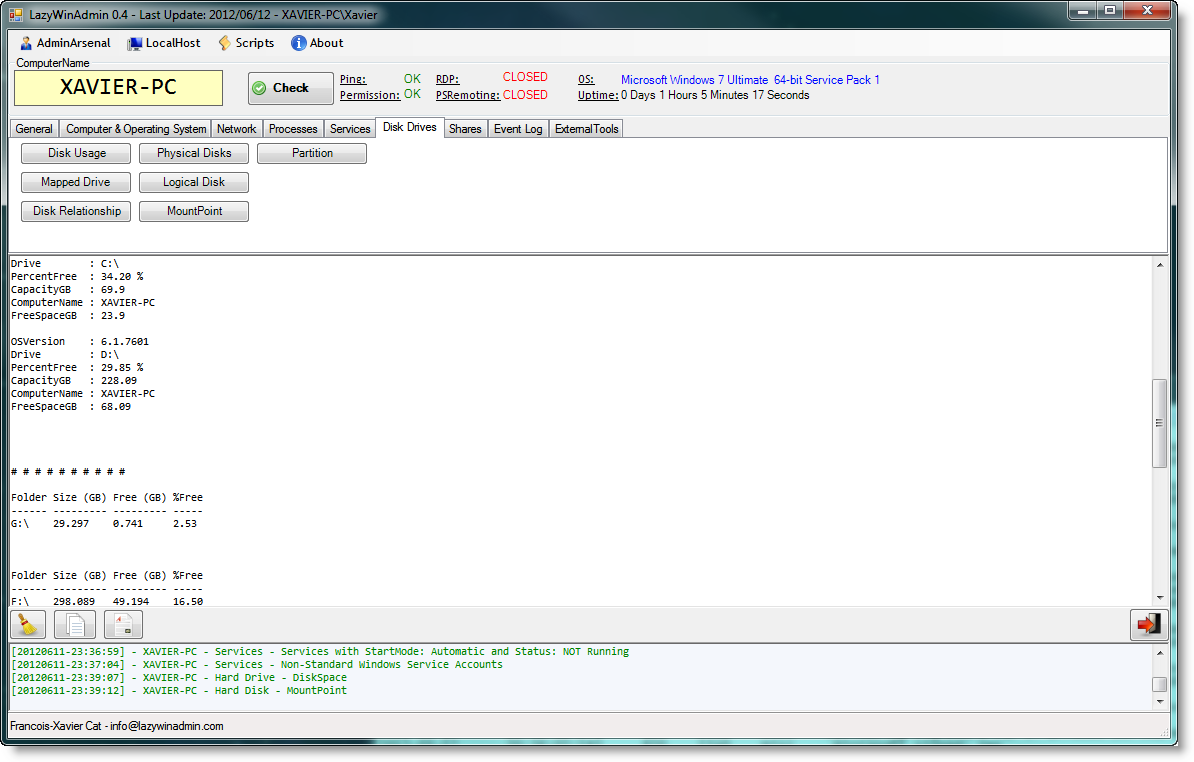 LazyWinAdmin 0.4 - Last Update: 2012/06/12 - XAVIER-PC\Xavier
AdminArsenal LocalHost Scripts About
ComputerName
XAVIER-PC
Check
Ping: OK RDP: CLOSED OS: Microsoft Windows 7 Ultimate 64-bit Service Pack 1
Permission: OK PSRemoting: CLOSED Uptime: 0 Days 1 Hours 5 Minutes 17 Seconds
General Computer & Operating System Network Processes Services Disk Drives Shares Event Log ExternalTools
Disk Usage Physical Disks Partition
Mapped Drive Logical Disk
Disk Relationship MountPoint
Drive : C:\
PercentFree : 34.20 %
CapacityGB : 69.9
ComputerName : XAVIER-PC
FreeSpaceGB : 23.9
OSVersion : 6.1.7601
Drive : D:\
PercentFree : 29.85 %
CapacityGB : 228.09
ComputerName : XAVIER-PC
FreeSpaceGB : 68.09
# # # # # # # # # #
Folder Size (GB) Free (GB) %Free
------ --------- --------- -----
G:\ 29.297 0.741 2.53
Folder Size (GB) Free (GB) %Free
------ --------- --------- -----
F:\ 298.089 49.194 16.50
[20120611-23:36:59] - XAVIER-PC - Services - Services with StartMode: Automatic and Status: NOT Running
[20120611-23:37:04] - XAVIER-PC - Services - Non-Standard Windows Service Accounts
[20120611-23:39:07] - XAVIER-PC - Hard Drive - DiskSpace
[20120611-23:39:12] - XAVIER-PC - Hard Disk - MountPoint
Francois-Xavier Cat - info@lazywinadmin.com